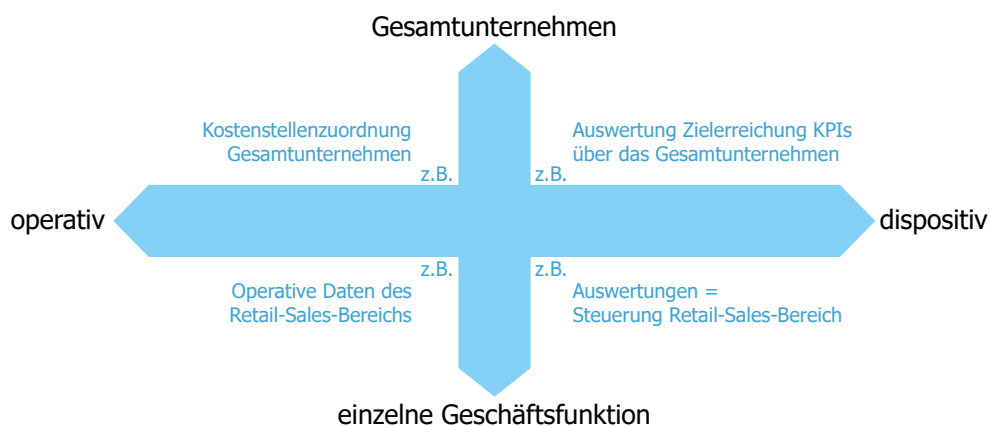 Gesamtunternehmen
Kostenstellenzuordnung
Gesamtunternehmen
z.B.
Auswertung Zielerreichung KPIs
über das Gesamtunternehmen
z.B.
operativ
dispositiv
z.B.
Operative Daten des
Retail-Sales-Bereichs
z.B.
Auswertungen =
Steuerung Retail-Sales-Bereich
einzelne Geschäftsfunktion